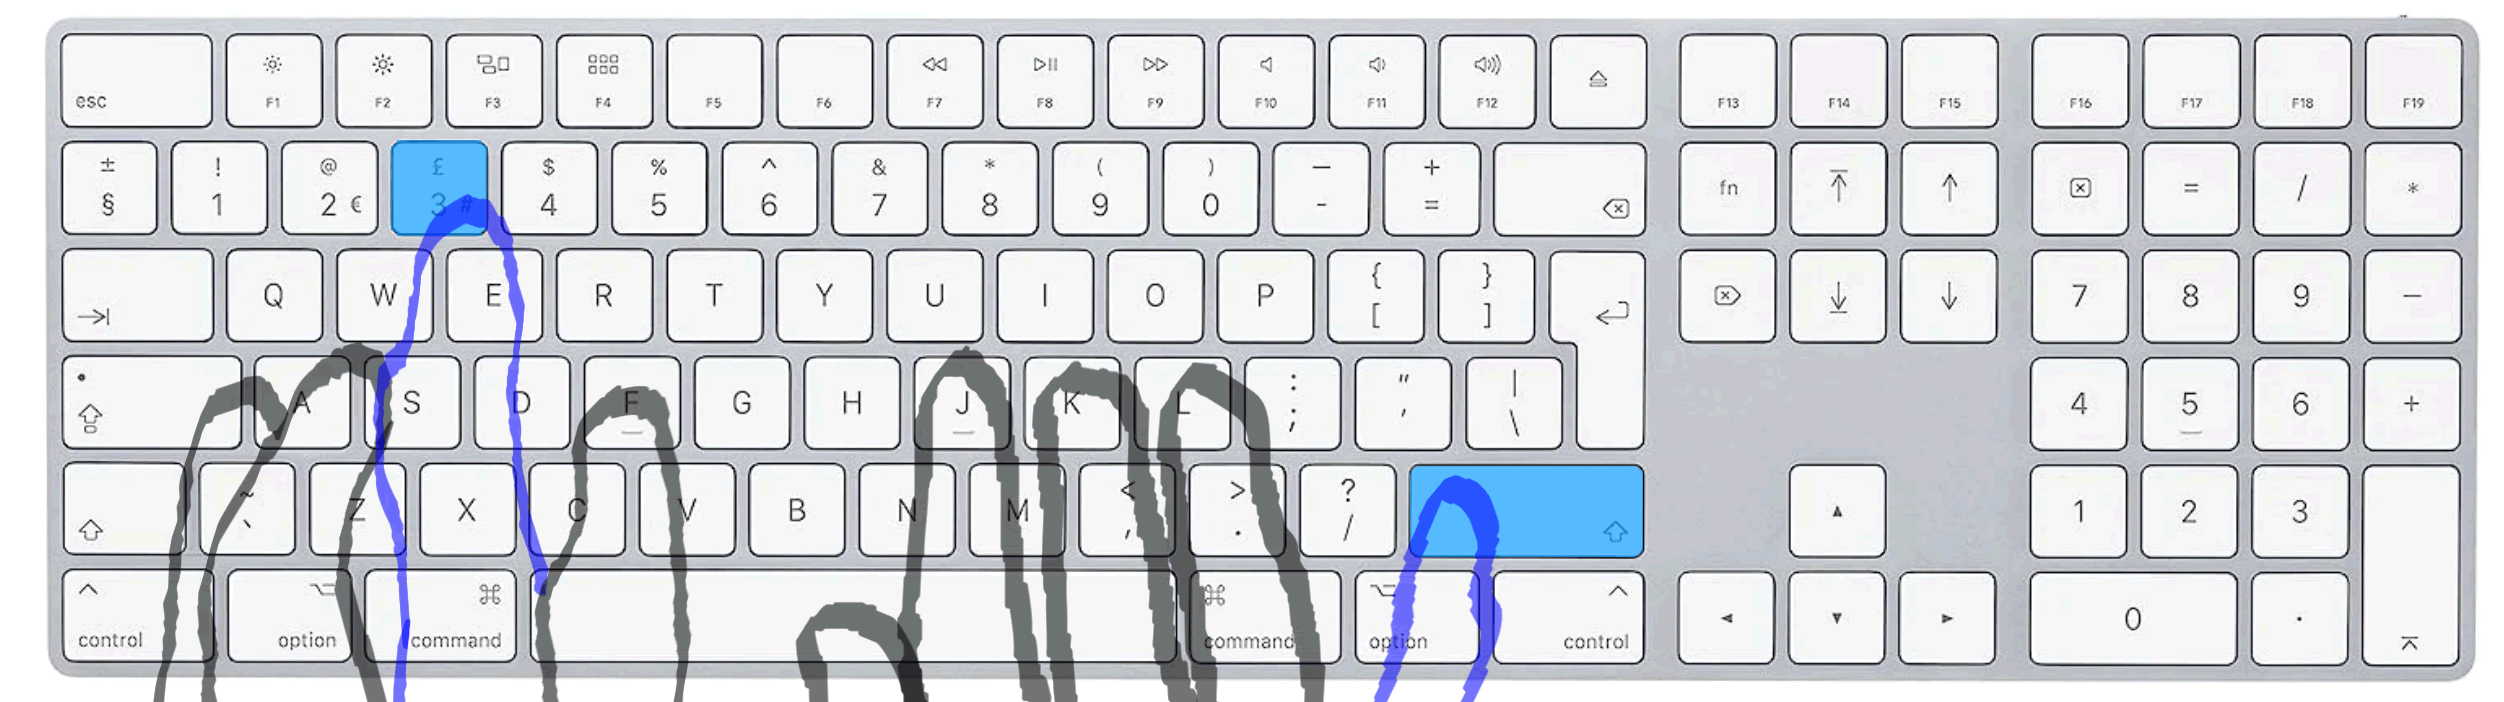 esc F1 F2 F3 F4 F5 F6 F7 F8 F9 F10 F11 F12 F13 F14 F15 F16 F17 F18 F19
± ! @ £ $ % ^ & * ( ) — +
§ 1 2 € 3 # 4 5 6 7 8 9 0 - = fn = / *
Q W E R T Y U I O P { [ } ] 7 8 9 —
A S D F G H J K L : ; " ' | \ 4 5 6 +
~ ` Z X C V B N M < , > . ? / 1 2 3
control option command command option control 0 .